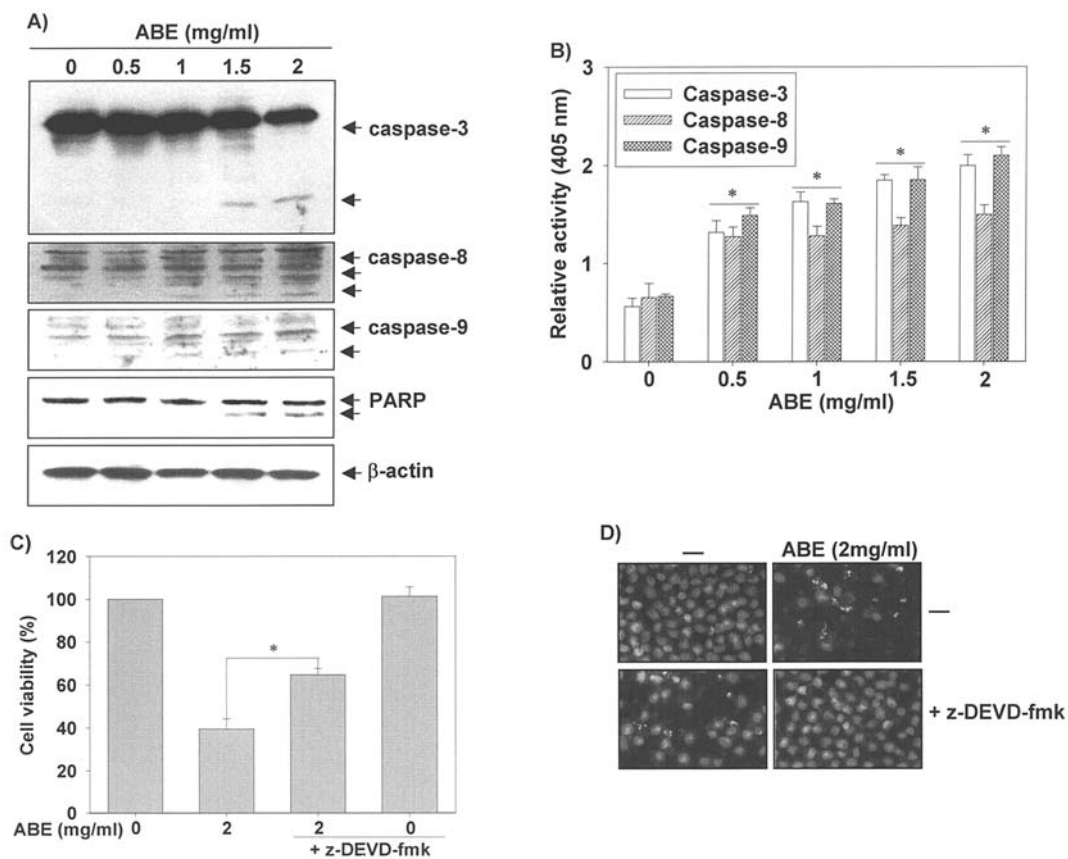 A)
ABE (mg/ml)
0 0.5 1 1.5 2
caspase-3
caspase-8
caspase-9
PARP
β-actin
B)
3
2
1
0
Relative activity (405 nm)
Caspase-3
Caspase-8
Caspase-9
*
*
*
*
0 0.5 1 1.5 2
ABE (mg/ml)
C)
120
100
80
60
40
20
0
Cell viability (%)
*
ABE (mg/ml) 0 2 2 0
+ z-DEVD-fmk
D)
— ABE (2mg/ml)
—
+ z-DEVD-fmk